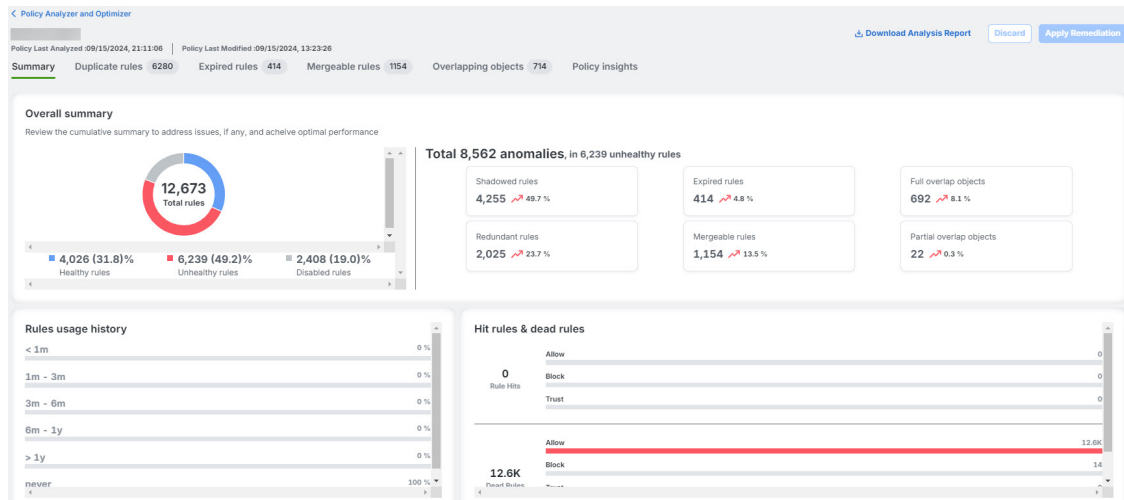 Policy Analyzer and Optimizer
Download Analysis Report
Discard
Apply Remediation
Policy Last Analyzed :09/15/2024, 21:11:06
Policy Last Modified :09/15/2024, 13:23:26
Summary
Duplicate rules 6280
Expired rules 414
Mergeable rules 1154
Overlapping objects 714
Policy insights
Overall summary
Review the cumulative summary to address issues, if any, and acheive optimal performance
12,673
Total rules
4,026 (31.8)%
Healthy rules
6,239 (49.2)%
Unhealthy rules
2,408 (19.0)%
Disabled rules
Total 8,562 anomalies, in 6,239 unhealthy rules
Shadowed rules
4,255 49.7 %
Expired rules
414 4.8 %
Full overlap objects
692 8.1 %
Redundant rules
2,025 23.7 %
Mergeable rules
1,154 13.5 %
Partial overlap objects
22 0.3 %
Rules usage history
< 1m 0 %
1m - 3m 0 %
3m - 6m 0 %
6m - 1y 0 %
> 1y 0 %
never 100 %
Hit rules & dead rules
0
Rule Hits
Allow 0
Block 0
Trust 0
12.6K
Dead Rules
Allow 12.6K
Block 14